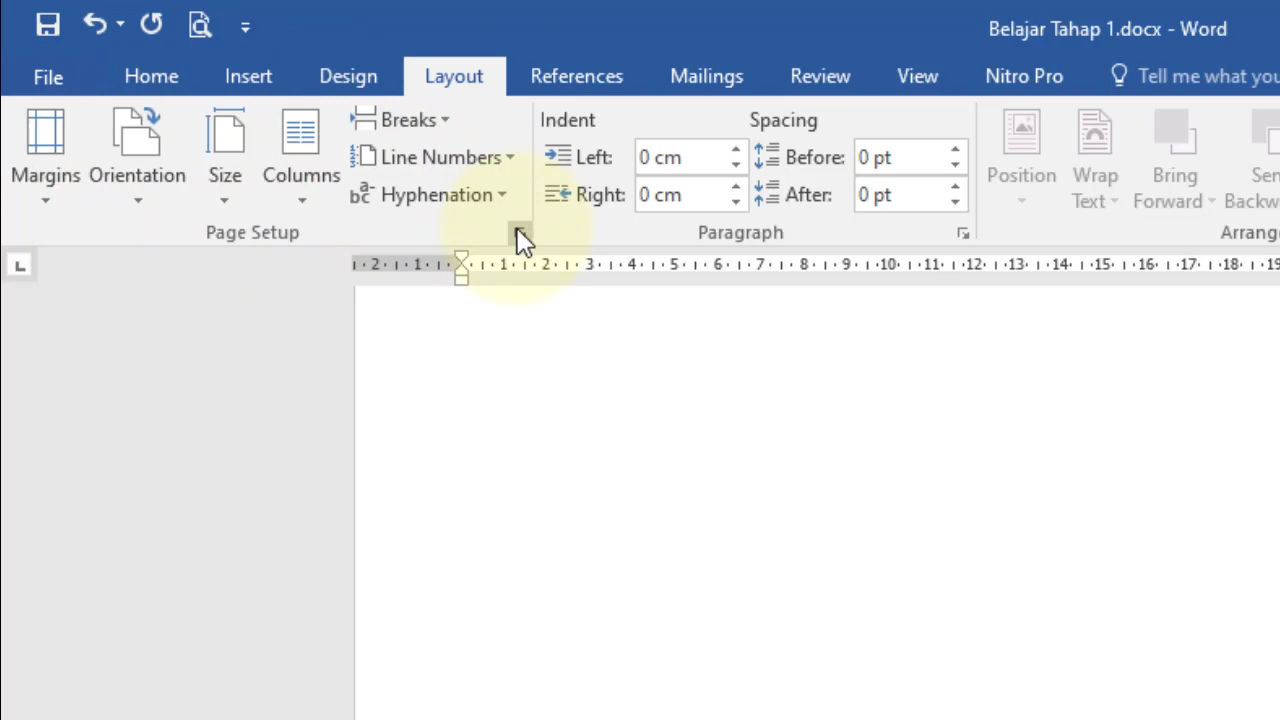 Belajar Tahap 1.docx - Word
File Home Insert Design Layout References Mailings Review View Nitro Pro Tell me what you
Breaks Indent Spacing
Line Numbers Left: 0 cm Before: 0 pt
Margins Orientation Size Columns Position Wrap Bring
Hyphenation Right: 0 cm After: 0 pt Text Forward
Page Setup Paragraph
2 1 1 2 3 4 5 6 7 8 9 10 11 12 13 14 15 16 17 18 19